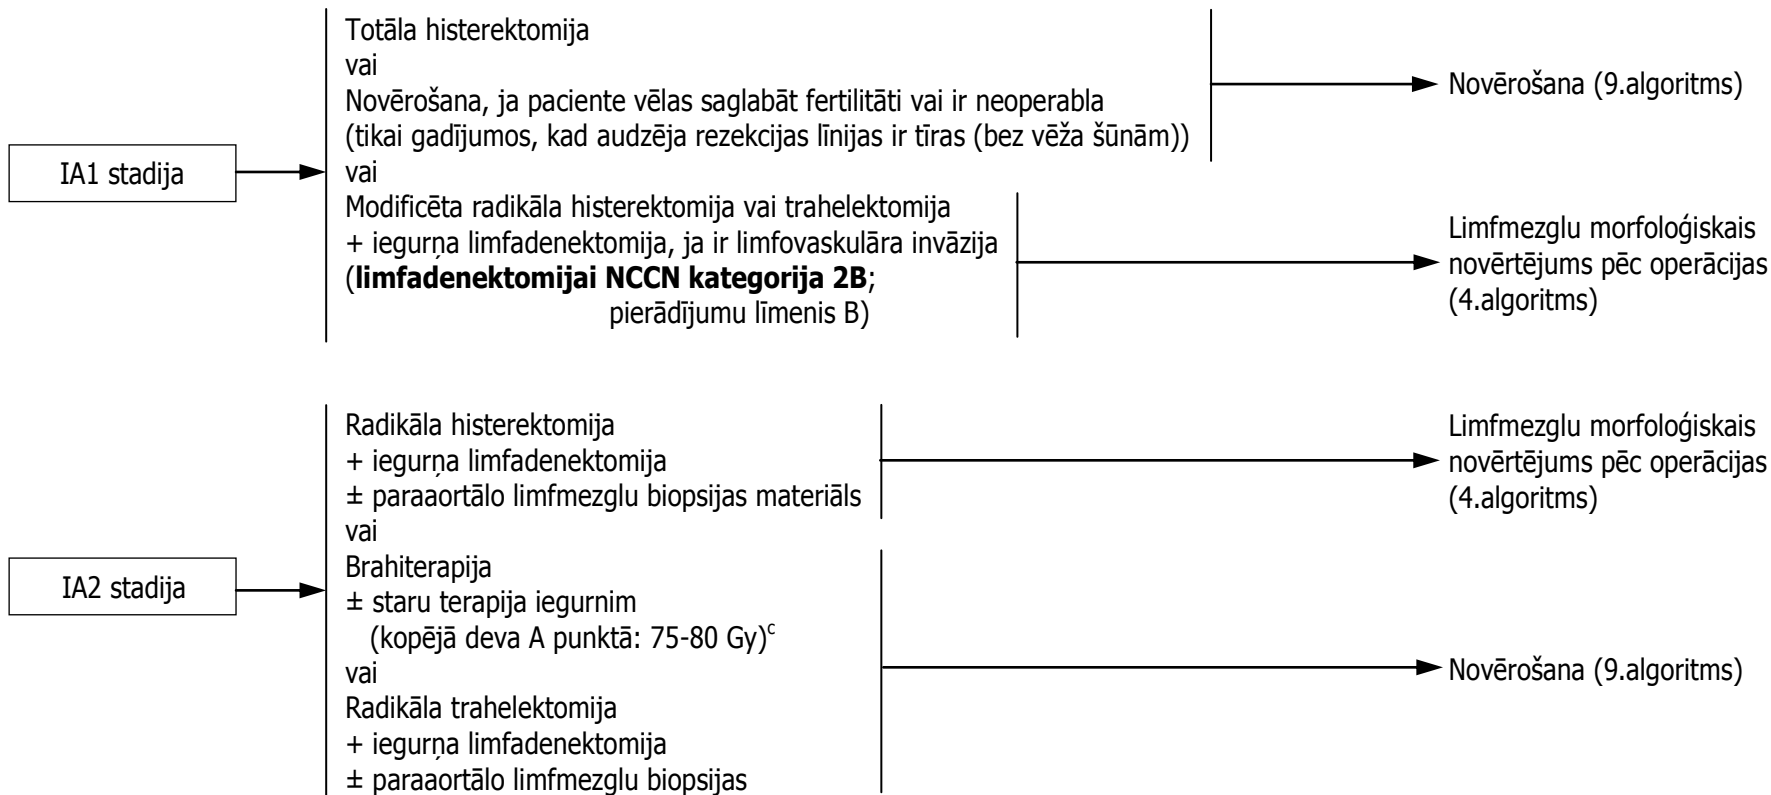 IA1 stadija
Totāla histerektomija
vai
Novērošana, ja paciente vēlas saglabāt fertilitāti vai ir neoperabla
(tikai gadījumos, kad audzēja rezekcijas līnijas ir tīras (bez vēža šūnām))
vai
Modificēta radikāla histerektomija vai trahelektomija
+ iegurņa limfadenektomija, ja ir limfovaskulāra invāzija
(limfadenektomijai NCCN kategorija 2B;
pierādījumu līmenis B)
Novērošana (9.algoritms)
Limfmezglu morfoloģiskais
novērtējums pēc operācijas
(4.algoritms)
IA2 stadija
Radikāla histerektomija
+ iegurņa limfadenektomija
± paraaortālo limfmezglu biopsijas materiāls
vai
Brahiterapija
± staru terapija iegurnim
(kopējā deva A punktā: 75-80 Gy)c
vai
Radikāla trahelektomija
+ iegurņa limfadenektomija
± paraaortālo limfmezglu biopsijas
Limfmezglu morfoloģiskais
novērtējums pēc operācijas
(4.algoritms)
Novērošana (9.algoritms)